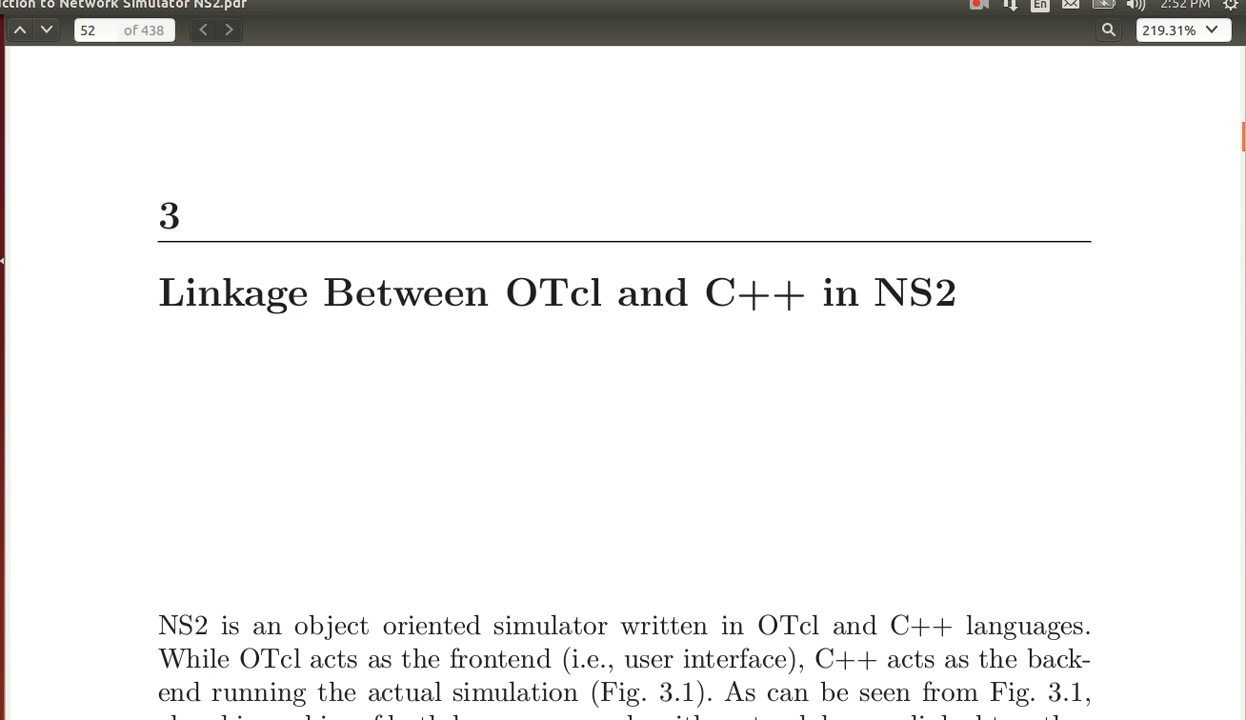 ction to Network Simulator NS2.pdf
En
2:52 PM
52 of 438
219.31%
3
Linkage Between OTcl and C++ in NS2
NS2 is an object oriented simulator written in OTcl and C++ languages.
While OTcl acts as the frontend (i.e., user interface), C++ acts as the back-
end running the actual simulation (Fig. 3.1). As can be seen from Fig. 3.1,